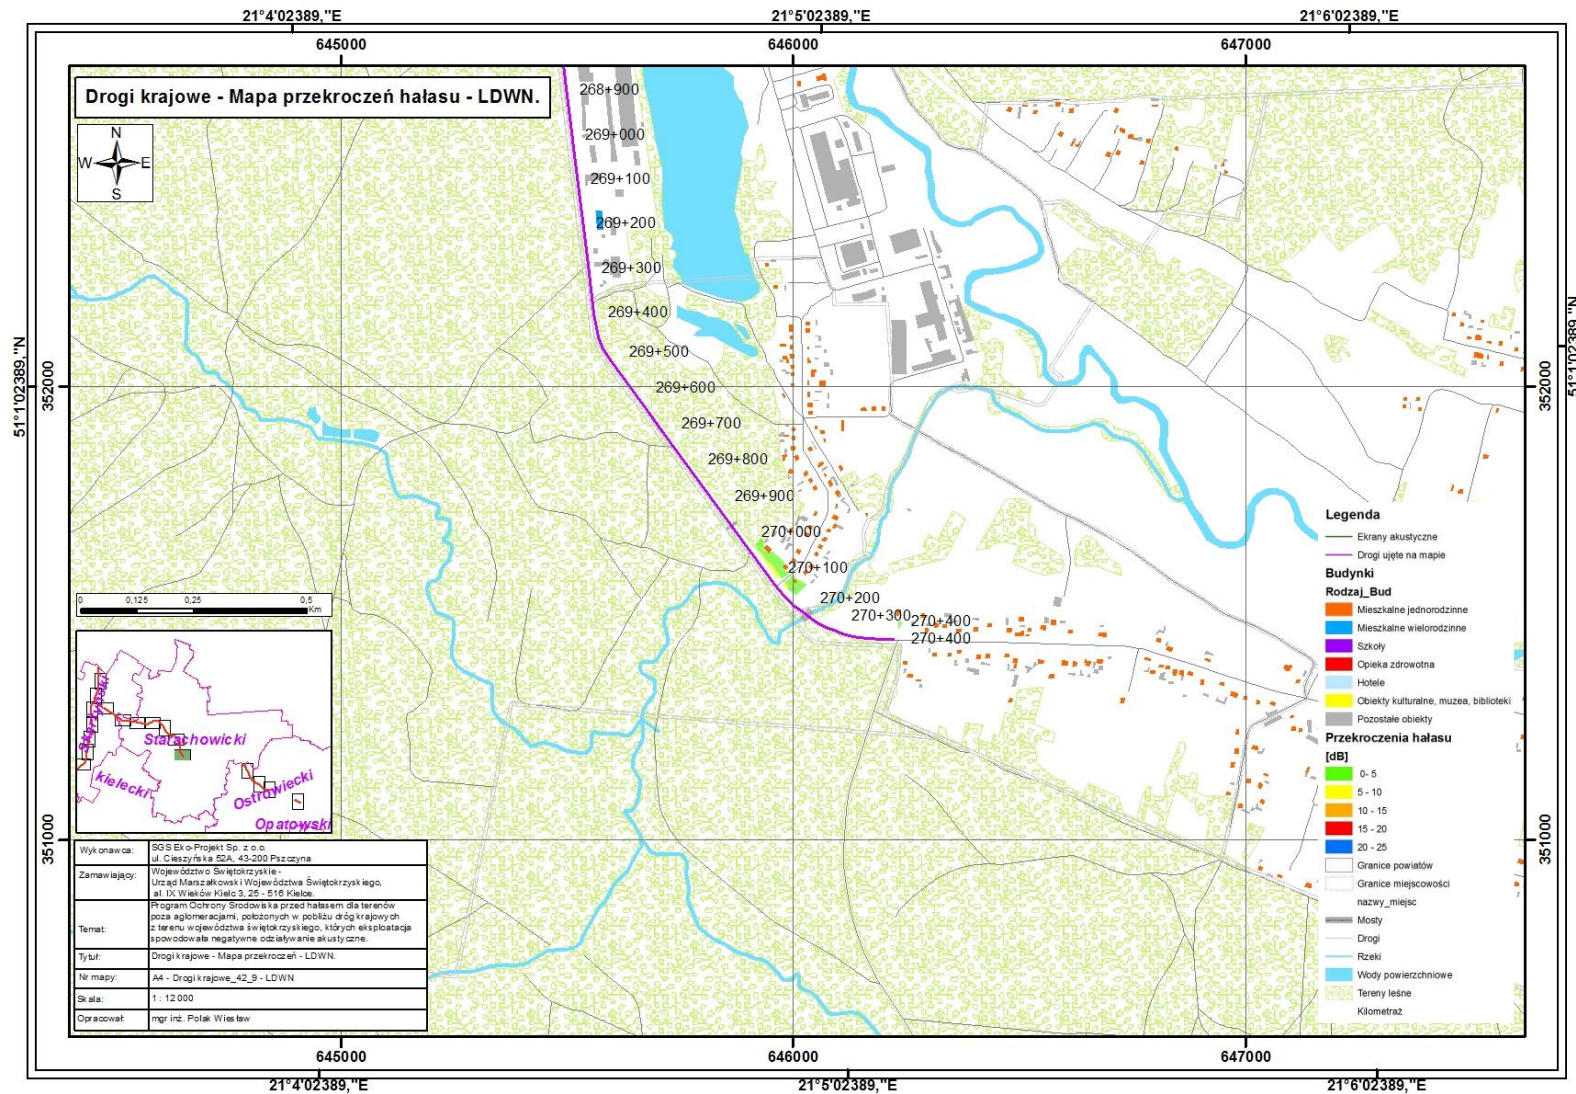 21°4'02389,"E
21°5'02389,"E
21°6'02389,"E
645000
646000
647000
Drogi krajowe - Mapa przekroczeń hałasu - LDWN.
N
W
E
S
268+900
269+000
269+100
269+200
269+300
269+400
269+500
269+600
269+700
269+800
269+900
270+000
270+100
270+200
270+300
270+400
270+400
51°1'02389,"N
352000
352000
51°1'02389,"N
351000
351000
0
0,125
0,25
0,5
Km
Skarżyski
Starachowicki
kielecki
Ostrowiecki
Opatowski
Wykonawca:
SGS Eko-Projekt Sp. z o.o.
ul. Cieszyńska 52A, 43-200 Pszczyna
Zamawiający:
Województwo Świętokrzyskie -
Urząd Marszałkowski Województwa Świętokrzyskiego,
al. IX Wieków Kielc 3, 25 - 516 Kielce.
Temat:
Program Ochrony Środowiska przed hałasem dla terenów
poza aglomeracjami, położonych w pobliżu dróg krajowych
z terenu województwa świętokrzyskiego, których eksploatacja
spowodowała negatywne odziaływanie akustyczne.
Tytuł:
Drogi krajowe - Mapa przekroczeń - LDWN.
Nr mapy:
A4 - Drogi krajowe_42_9 - LDWN
Skala:
1 : 12 000
Opracował:
mgr inż. Polak Wiesław
Legenda
Ekrany akustyczne
Drogi ujęte na mapie
Budynki
Rodzaj_Bud
Mieszkalne jednorodzinne
Mieszkalne wielorodzinne
Szkoły
Opieka zdrowotna
Hotele
Obiekty kulturalne, muzea, biblioteki
Pozostałe obiekty
Przekroczenia hałasu
[dB]
0- 5
5 - 10
10 - 15
15 - 20
20 - 25
Granice powiatów
Granice miejscowości
nazwy_miejsc
Mosty
Drogi
Rzeki
Wody powierzchniowe
Tereny leśne
Kilometraż
645000
646000
647000
21°4'02389,"E
21°5'02389,"E
21°6'02389,"E